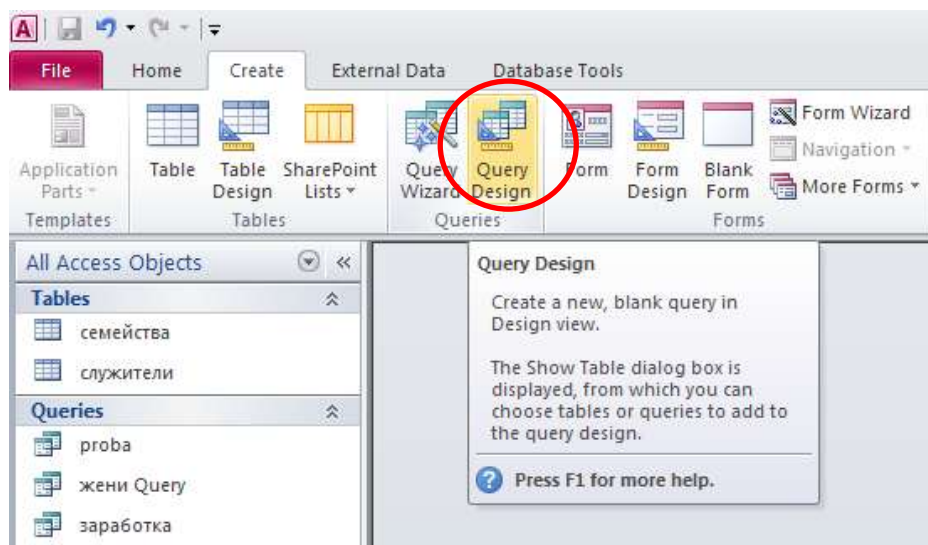 File Home Create External Data Database Tools
Application Parts Table Table Design SharePoint Lists Query Wizard Query Design Form Form Design Blank Form Form Wizard
Navigation
More Forms
Templates Tables Queries Forms
All Access Objects
Tables
семейства
служители
Queries
proba
жени Query
заработка
Query Design
Create a new, blank query in
Design view.
The Show Table dialog box is
displayed, from which you can
choose tables or queries to add to
the query design.
Press F1 for more help.